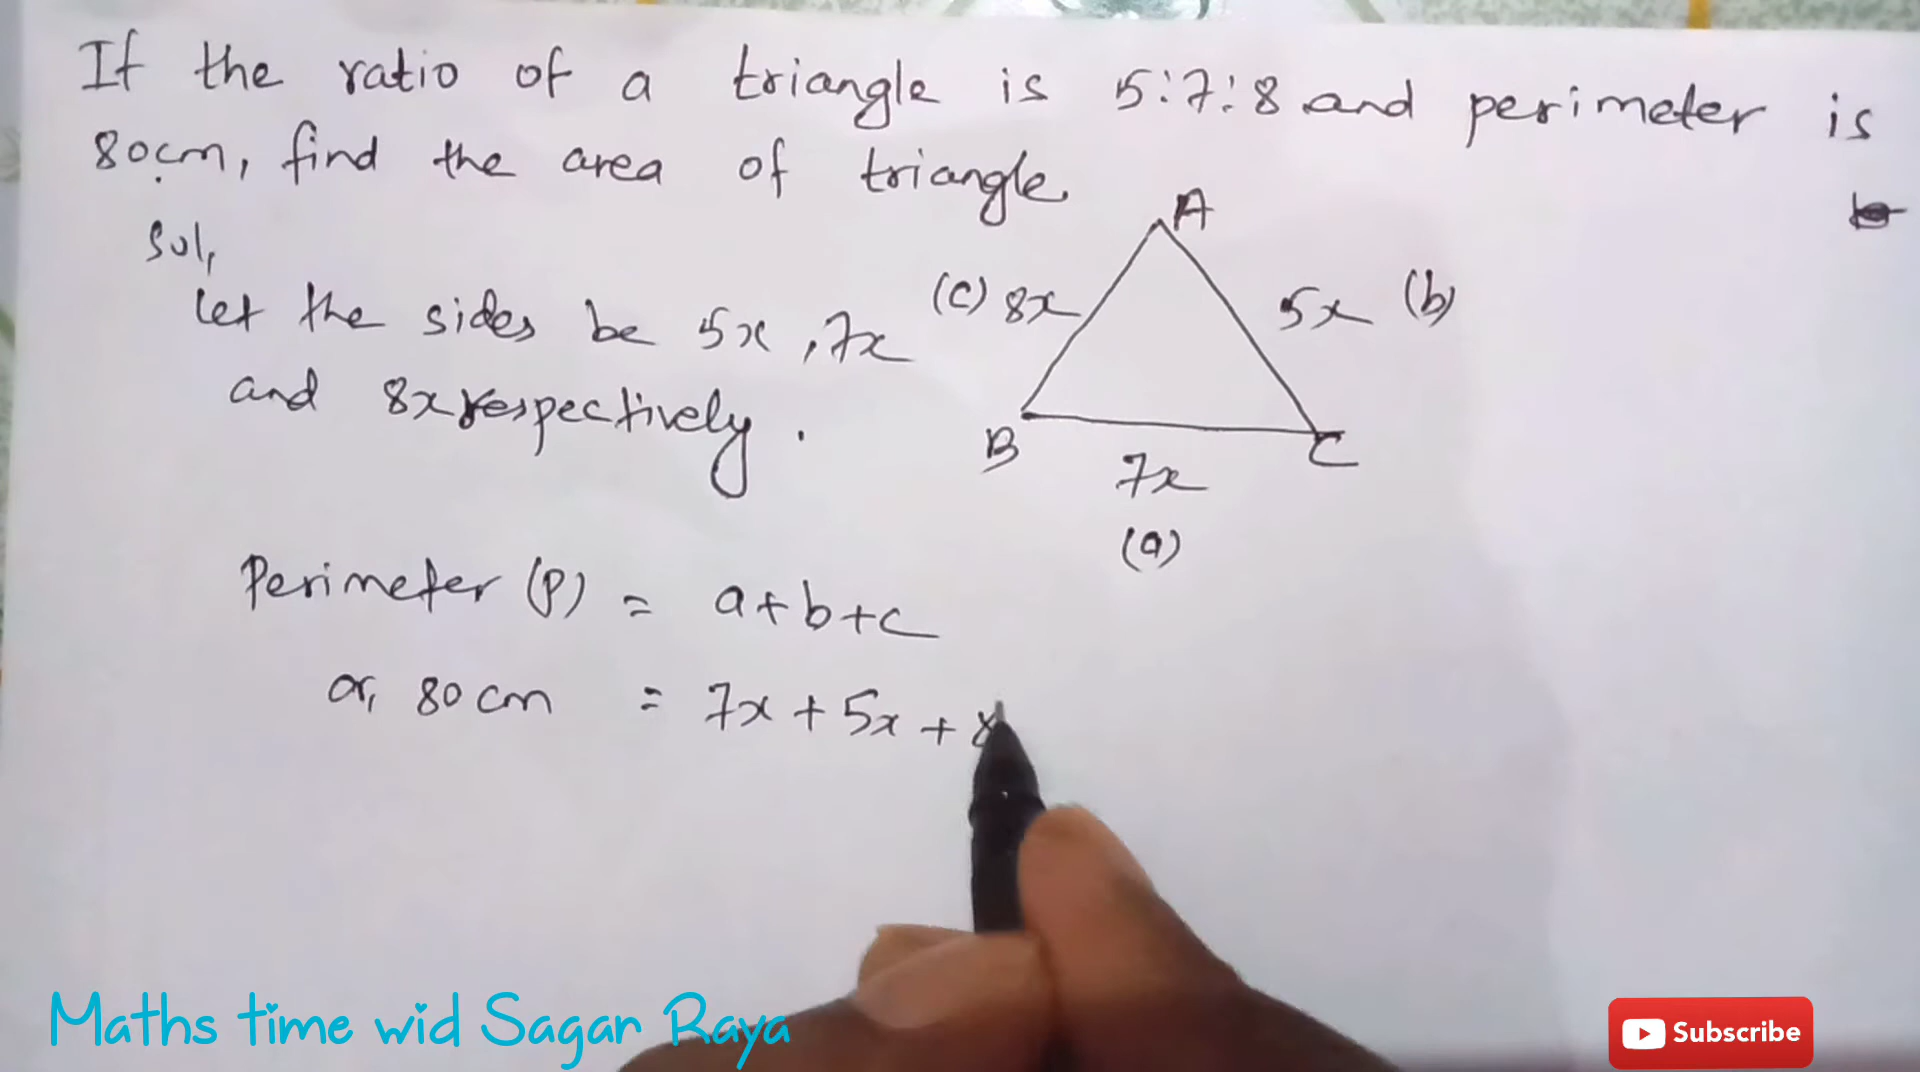 If the ratio of a triangle is 5:7:8 and perimeter is
80cm, find the area of triangle.
Sol,
Let the sides be 5x, 7x
and 8x respectively.
A
(c) 8x
5x (b)
B
C
7x
(a)
Perimeter (P) = a+b+c
or, 80 cm = 7x + 5x + 8
Maths time wid Sagar Raya
Subscribe